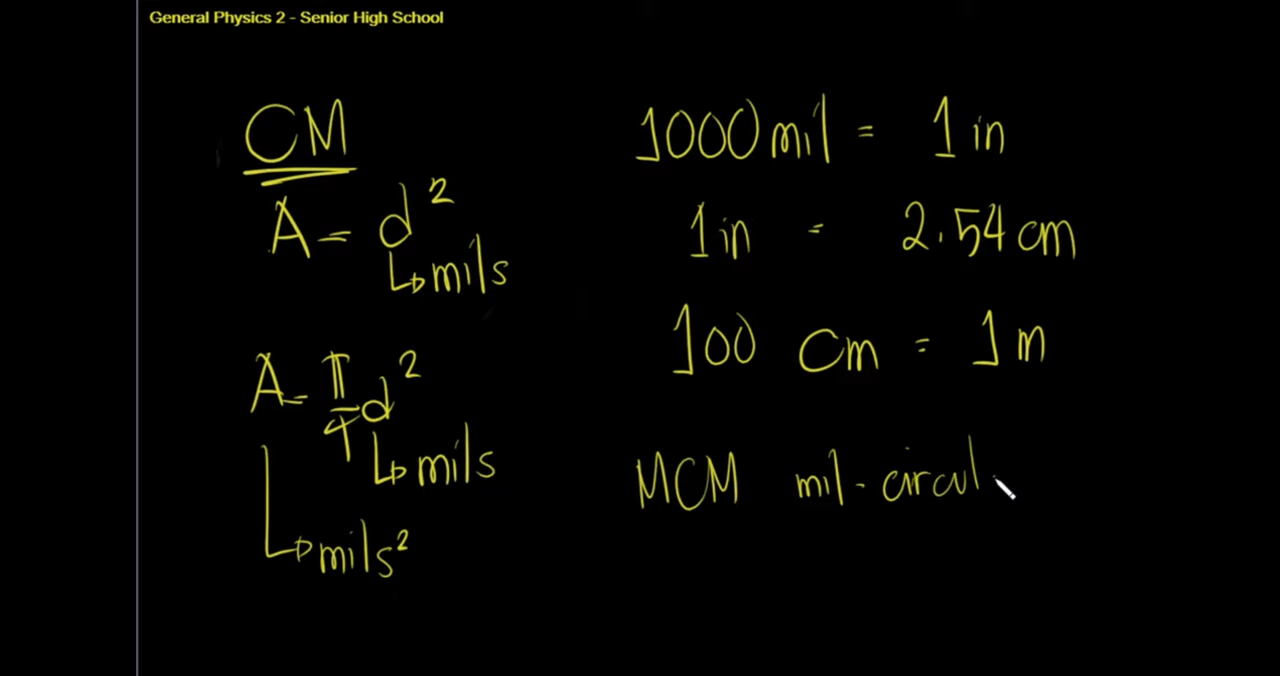 General Physics 2 - Senior High School
CM
A = d²
↳ mils
A = π/4 d²
↳ mils
↳ mils²
1000 mil = 1 in
1 in = 2.54 cm
100 cm = 1 m
MCM mil - circul